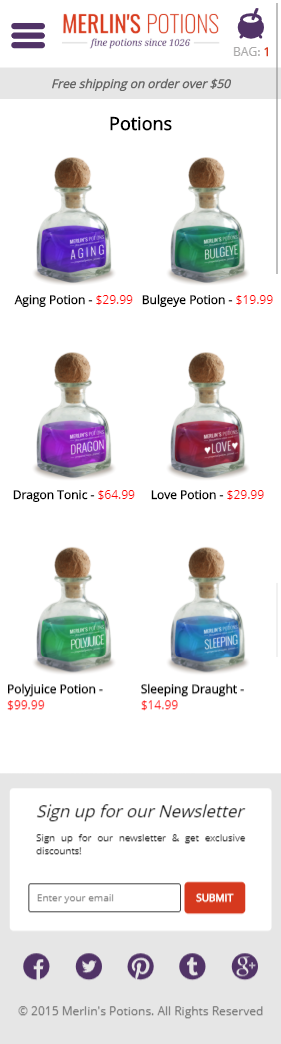 MERLIN'S POTIONS
fine potions since 1026
BAG: 1
Free shipping on order over $50
Potions
MERLIN'S POTIONS
AGING
MERLIN'S POTIONS
BULGEYE
Aging Potion - $29.99
Bulgeye Potion - $19.99
MERLIN'S POTIONS
DRAGON
MERLIN'S POTIONS
♥LOVE♥
Dragon Tonic - $64.99
Love Potion - $29.99
MERLIN'S POTIONS
POLYJUICE
MERLIN'S POTIONS
SLEEPING
Polyjuice Potion -
$99.99
Sleeping Draught -
$14.99
Sign up for our Newsletter
Sign up for our newsletter & get exclusive
discounts!
Enter your email
SUBMIT
© 2015 Merlin's Potions. All Rights Reserved